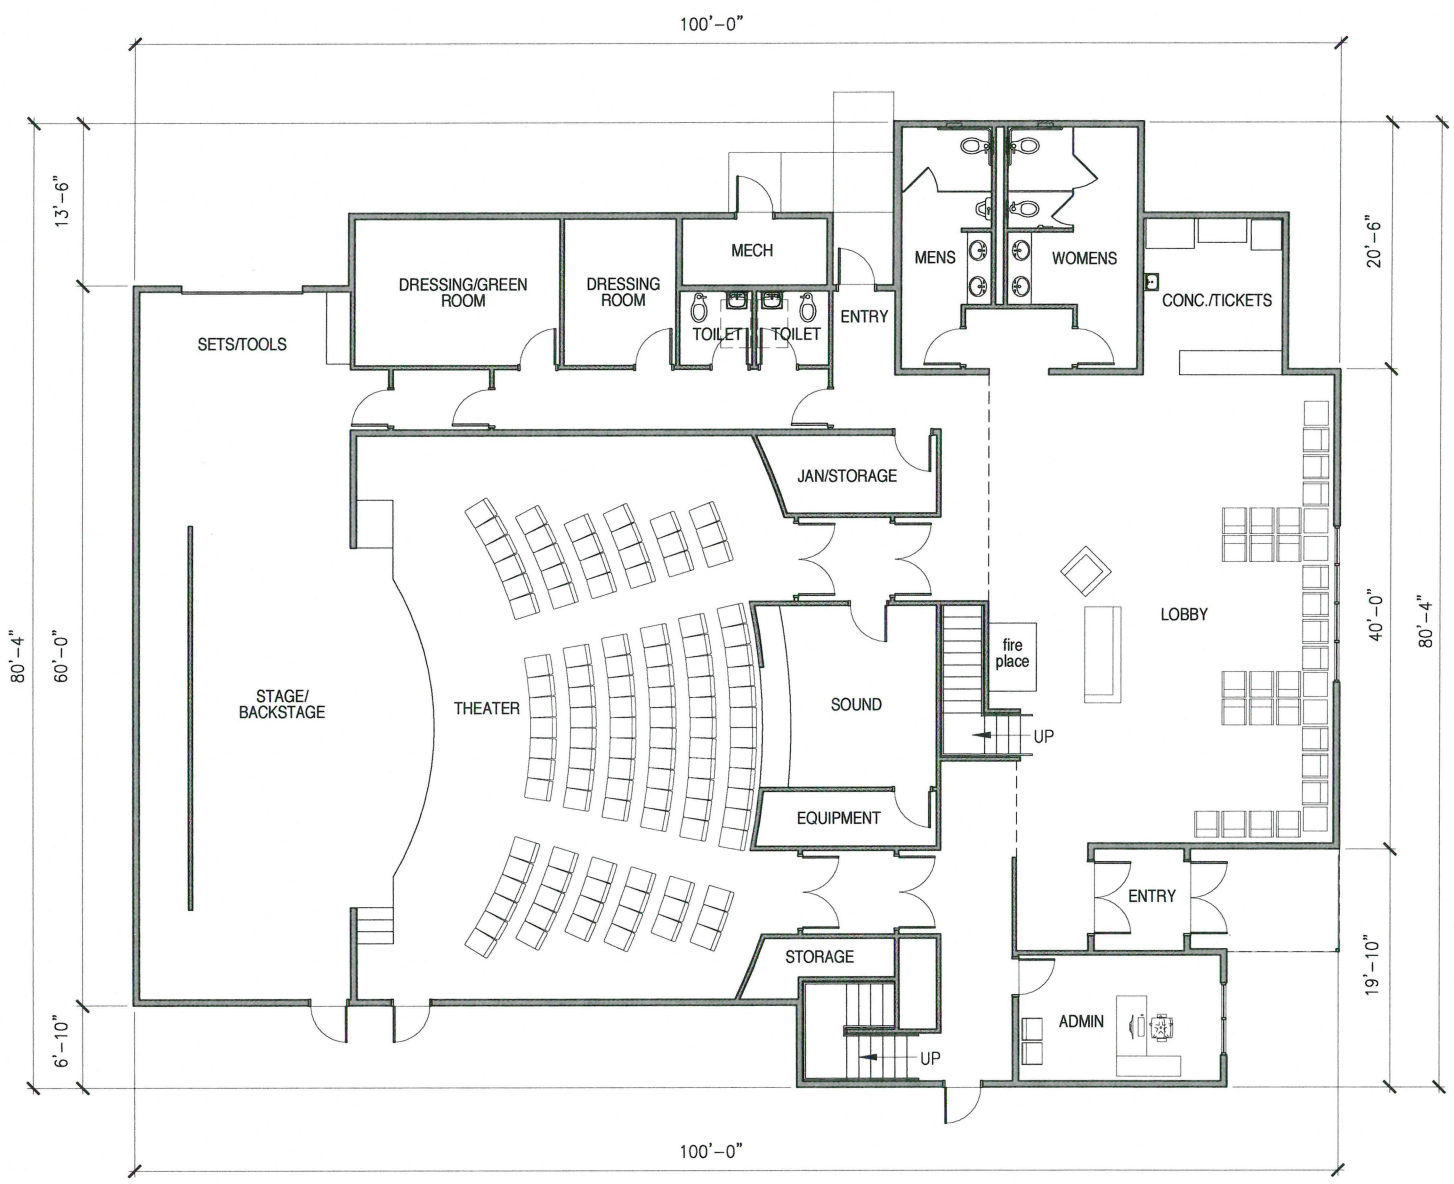 100'-0"
13'-6"
80'-4"
60'-0"
6'-10"
20'-6"
40'-0"
80'-4"
19'-10"
MECH
DRESSING/GREEN
ROOM
DRESSING
ROOM
TOILET
TOILET
ENTRY
MENS
WOMENS
CONC./TICKETS
SETS/TOOLS
JAN/STORAGE
LOBBY
fire
place
STAGE/
BACKSTAGE
THEATER
SOUND
UP
EQUIPMENT
ENTRY
STORAGE
ADMIN
UP
100'-0"